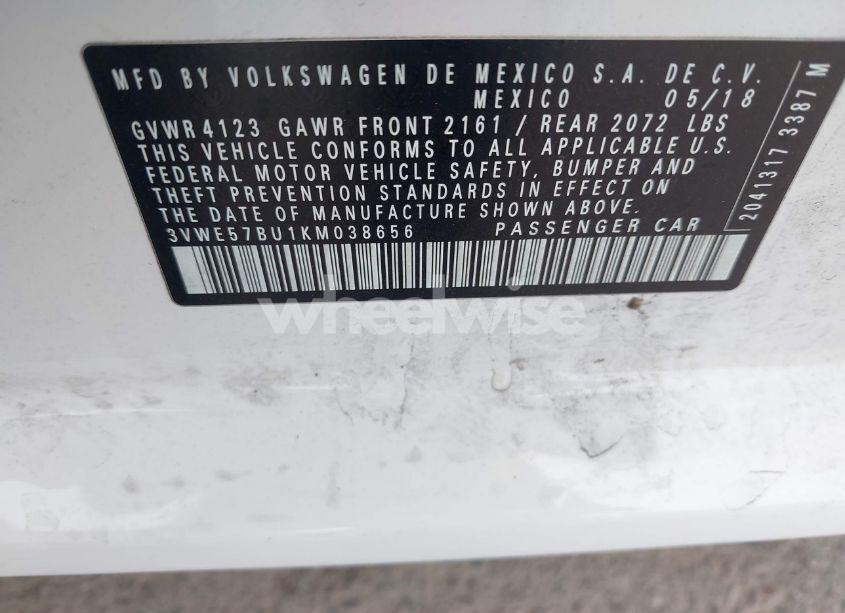 MFD BY VOLKSWAGEN DE MEXICO S.A. DE C.V.
MEXICO 05/18
GVWR 4123 GAWR FRONT 2161 / REAR 2072 LBS
THIS VEHICLE CONFORMS TO ALL APPLICABLE U.S.
FEDERAL MOTOR VEHICLE SAFETY, BUMPER AND
THEFT PREVENTION STANDARDS IN EFFECT ON
THE DATE OF MANUFACTURE SHOWN ABOVE.
3VWE57BU1KM038656 PASSENGER CAR
2041317 3387 M
wheelwise